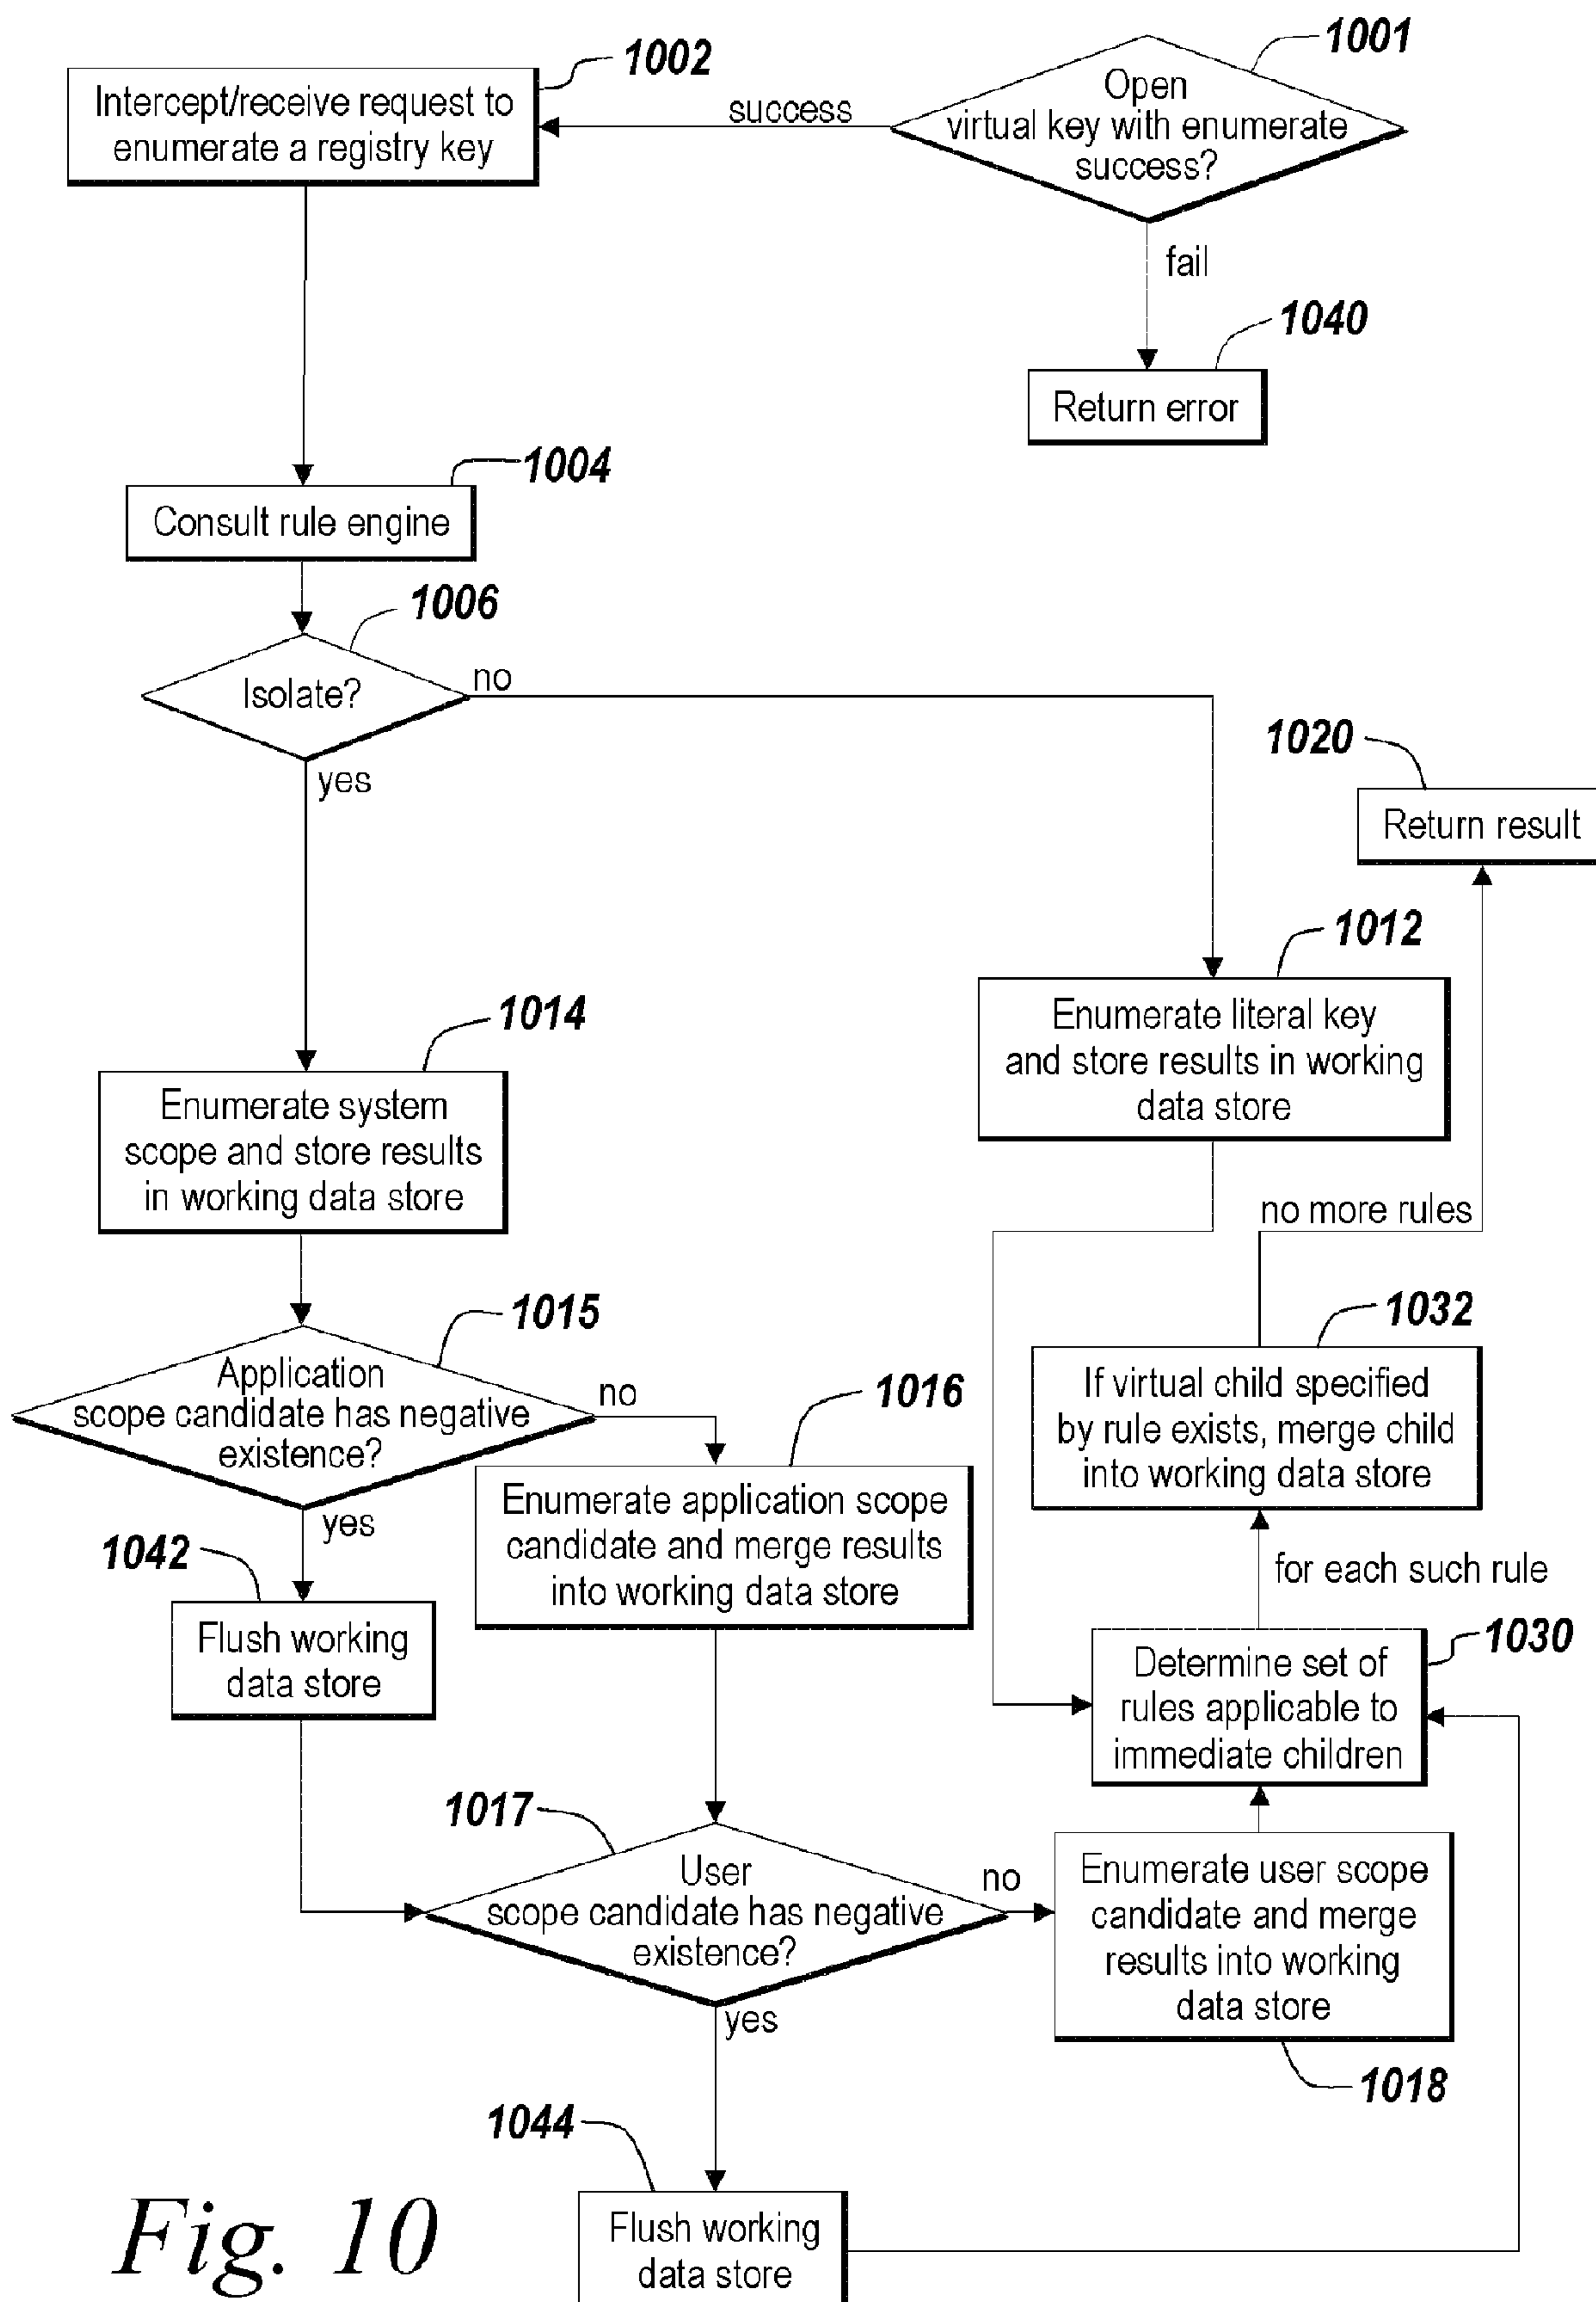 1001
Open
virtual key with enumerate
success?
success
1002
Intercept/receive request to
enumerate a registry key
fail
1040
Return error
1004
Consult rule engine
1006
Isolate?
no
yes
1020
Return result
1012
Enumerate literal key
and store results in working
data store
1014
Enumerate system
scope and store results
in working data store
no more rules
1015
Application
scope candidate has negative
existence?
no
yes
1016
Enumerate application scope
candidate and merge results
into working data store
1032
If virtual child specified
by rule exists, merge child
into working data store
for each such rule
1042
Flush working
data store
1030
Determine set of
rules applicable to
immediate children
1017
User
scope candidate has negative
existence?
no
yes
Enumerate user scope
candidate and merge
results into working
data store
1018
1044
Flush working
data store
Fig. 10